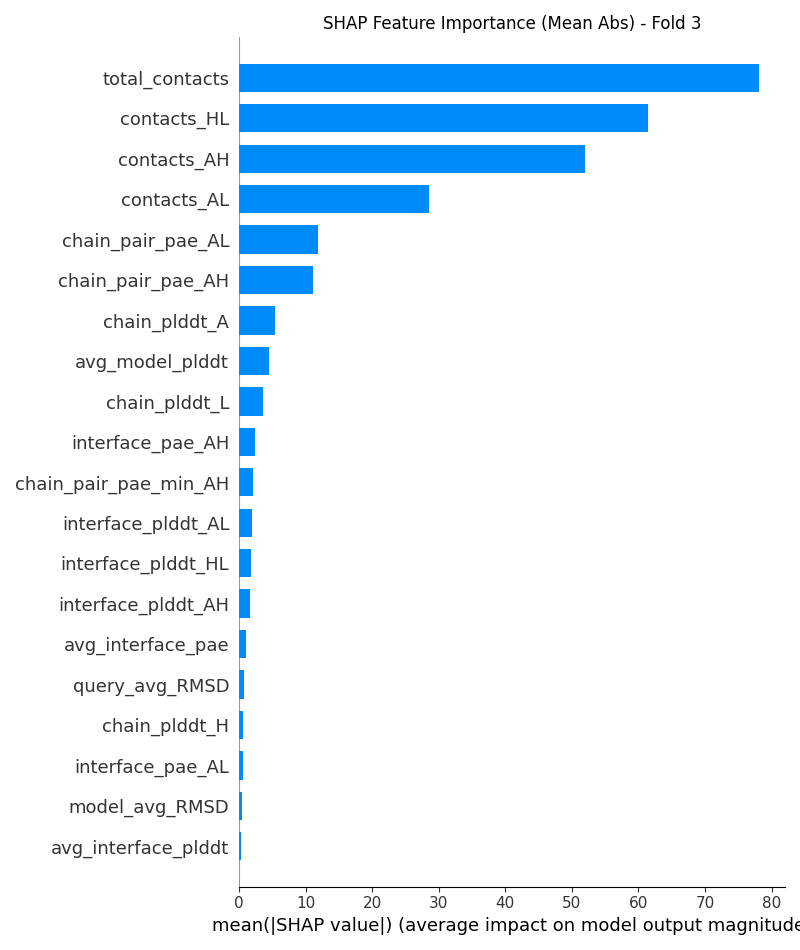 SHAP Feature Importance (Mean Abs) - Fold 3
total_contacts
contacts_HL
contacts_AH
contacts_AL
chain_pair_pae_AL
chain_pair_pae_AH
chain_plddt_A
avg_model_plddt
chain_plddt_L
interface_pae_AH
chain_pair_pae_min_AH
interface_plddt_AL
interface_plddt_HL
interface_plddt_AH
avg_interface_pae
query_avg_RMSD
chain_plddt_H
interface_pae_AL
model_avg_RMSD
avg_interface_plddt
0 10 20 30 40 50 60 70 80
mean(|SHAP value|) (average impact on model output magnitude